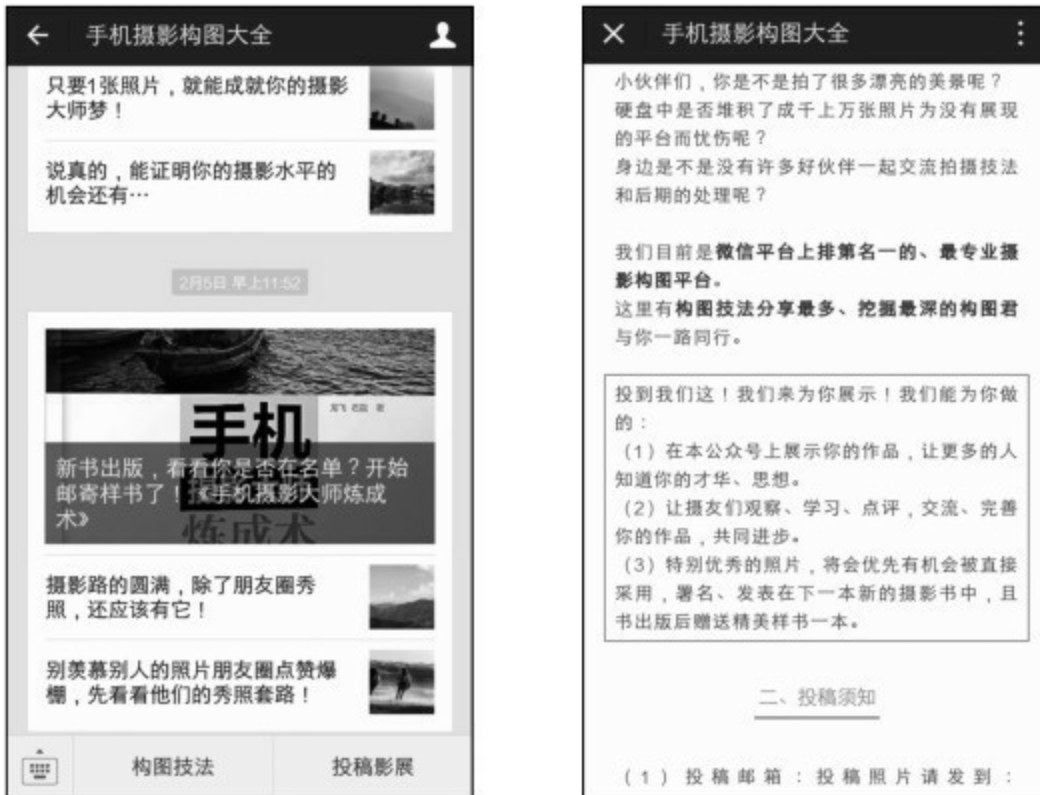 手机摄影构图大全
只要1张照片，就能成就你的摄影
大师梦！
说真的，能证明你的摄影水平的
机会还有…
2月5日 早上11:52
手机
炼成术
新书出版，看看你是否在名单？开始
邮寄样书了！《手机摄影大师炼成
术》
摄影路的圆满，除了朋友圈秀
照，还应该有它！
别羡慕别人的照片朋友圈点赞爆
棚，先看看他们的秀照套路！
构图技法
投稿影展
手机摄影构图大全
小伙伴们，你是不是拍了很多漂亮的美景呢？
硬盘中是否堆积了成千上万张照片为没有展现
的平台而忧伤呢？
身边是不是没有许多好伙伴一起交流拍摄技法
和后期的处理呢？
我们目前是微信平台上排第名一的、最专业摄
影构图平台。
这里有构图技法分享最多、挖掘最深的构图君
与你一路同行。
投到我们这！我们来为你展示！我们能为你做
的：
（1）在本公众号上展示你的作品，让更多的人
知道你的才华、思想。
（2）让摄友们观察、学习、点评，交流、完善
你的作品，共同进步。
（3）特别优秀的照片，将会优先有机会被直接
采用，署名、发表在下一本新的摄影书中，且
书出版后赠送精美样书一本。
二、投稿须知
（1）投稿邮箱：投稿照片请发到：